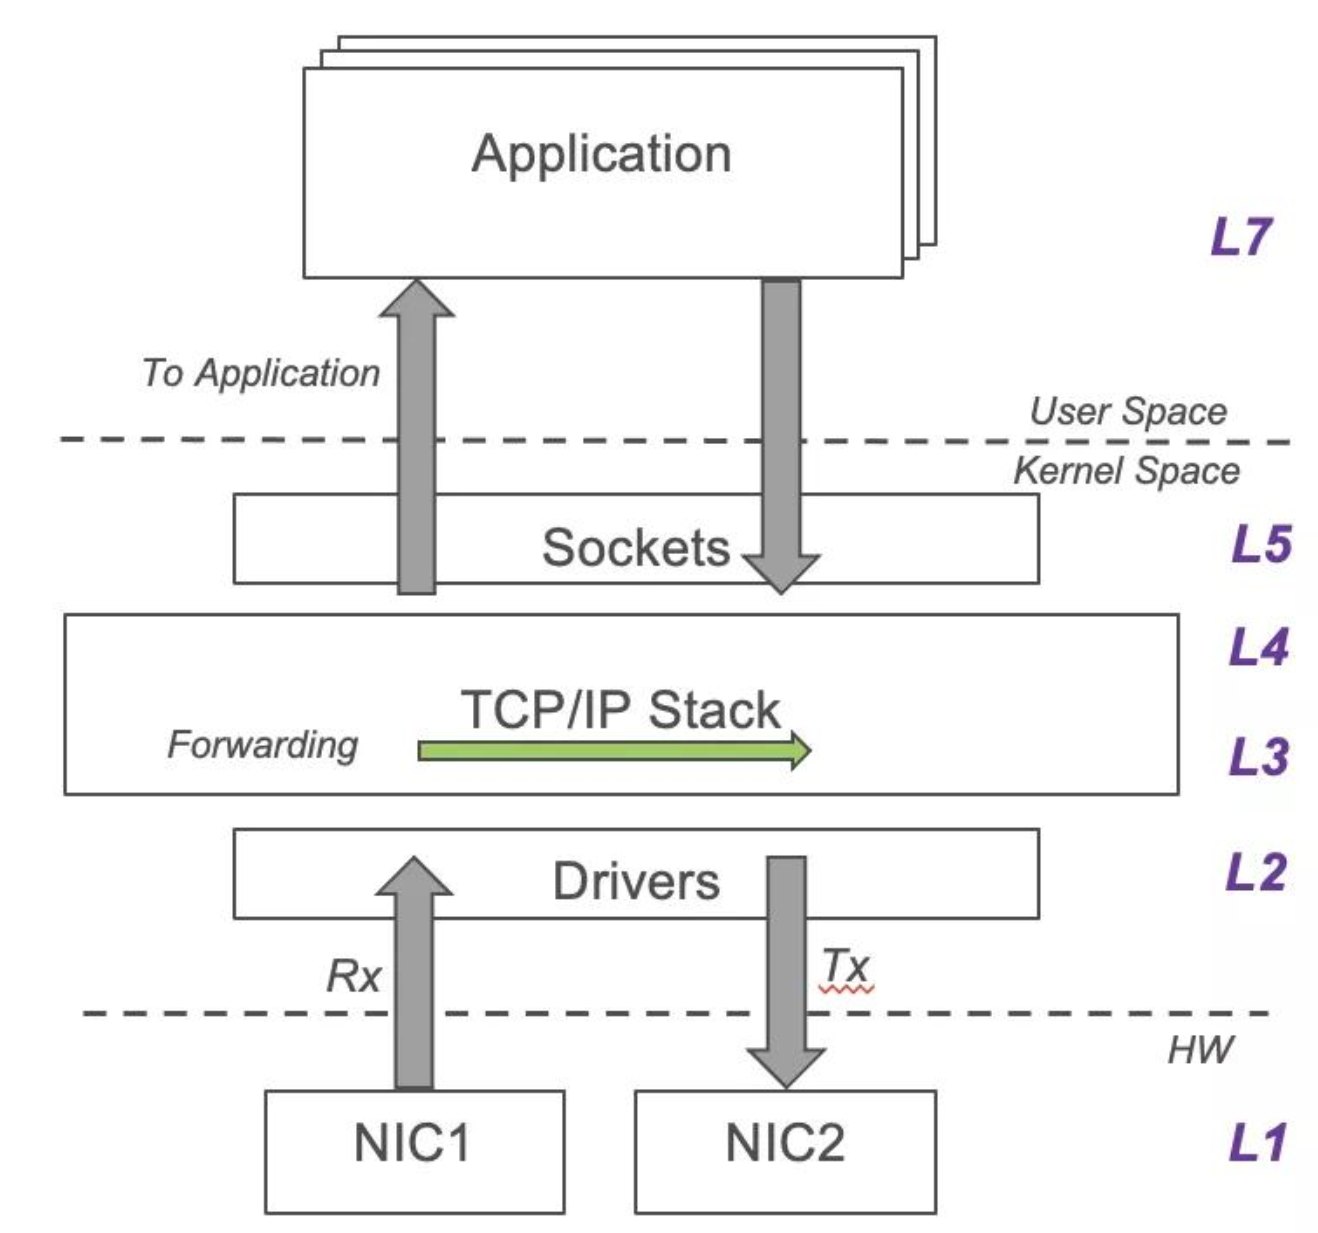 Application
L7
To Application
User Space
Kernel Space
Sockets
L5
L4
TCP/IP Stack
Forwarding
L3
Drivers
L2
Rx
Tx
HW
NIC1
NIC2
L1